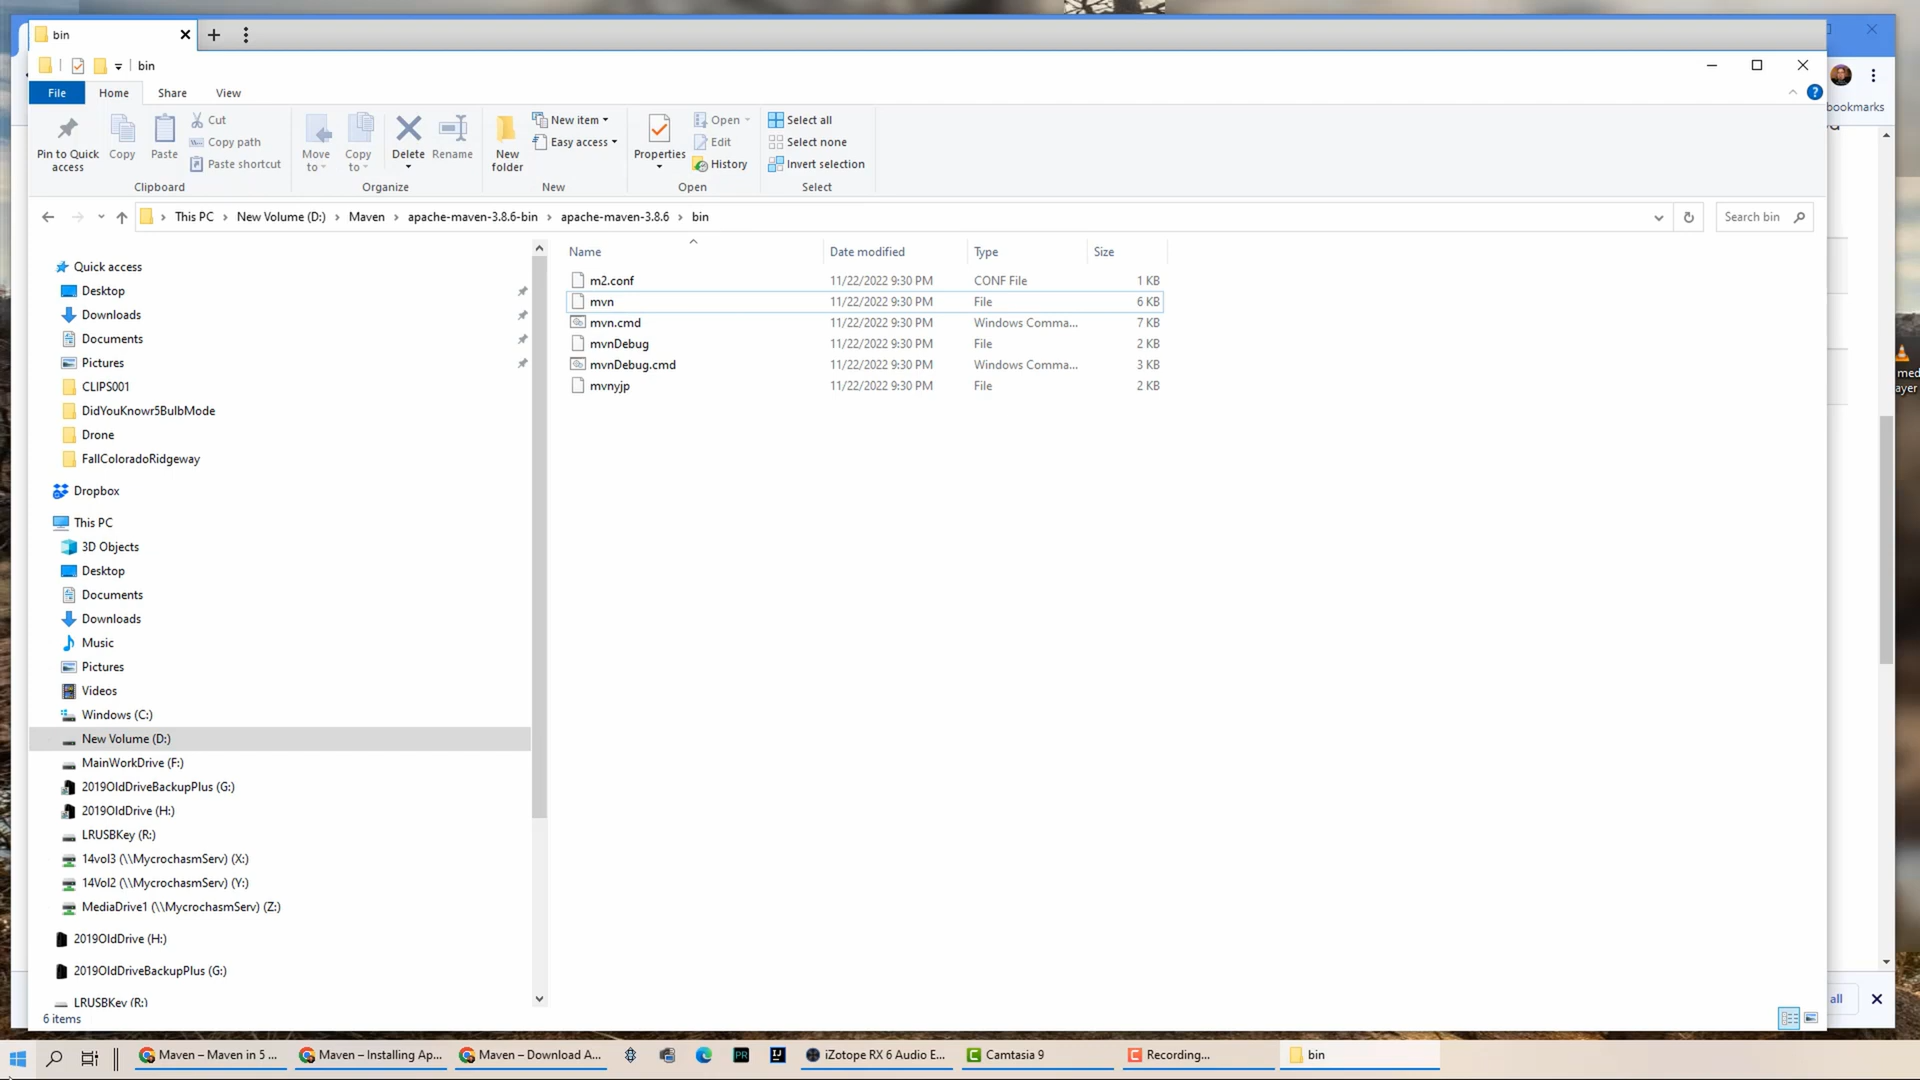 bin
bin
bookmarks
File
Home
Share
View
Pin to Quick access
Copy
Paste
Cut
Copy path
Paste shortcut
Clipboard
Move to
Copy to
Delete
Rename
Organize
New folder
New item
Easy access
New
Properties
Open
Edit
History
Open
Select all
Select none
Invert selection
Select
This PC > New Volume (D:) > Maven > apache-maven-3.8.6-bin > apache-maven-3.8.6 > bin
Search bin
Name Date modified Type Size
m2.conf 11/22/2022 9:30 PM CONF File 1 KB
mvn 11/22/2022 9:30 PM File 6 KB
mvn.cmd 11/22/2022 9:30 PM Windows Comma... 7 KB
mvnDebug 11/22/2022 9:30 PM File 2 KB
mvnDebug.cmd 11/22/2022 9:30 PM Windows Comma... 3 KB
mvnyjp 11/22/2022 9:30 PM File 2 KB
Quick access
Desktop
Downloads
Documents
Pictures
CLIPS001
DidYouKnowr5BulbMode
Drone
FallColoradoRidgeway
Dropbox
This PC
3D Objects
Desktop
Documents
Downloads
Music
Pictures
Videos
Windows (C:)
New Volume (D:)
MainWorkDrive (F:)
2019OldDriveBackupPlus (G:)
2019OldDrive (H:)
LRUSBKey (R:)
14vol3 (\\MycrochasmServ) (X:)
14Vol2 (\\MycrochasmServ) (Y:)
MediaDrive1 (\\MycrochasmServ) (Z:)
2019OldDrive (H:)
2019OldDriveBackupPlus (G:)
LRUSBKey (R:)
6 items
med
ayer
all
Maven – Maven in 5 ...
Maven – Installing Ap...
Maven – Download A...
PR
IJ
iZotope RX 6 Audio E...
Camtasia 9
Recording...
bin